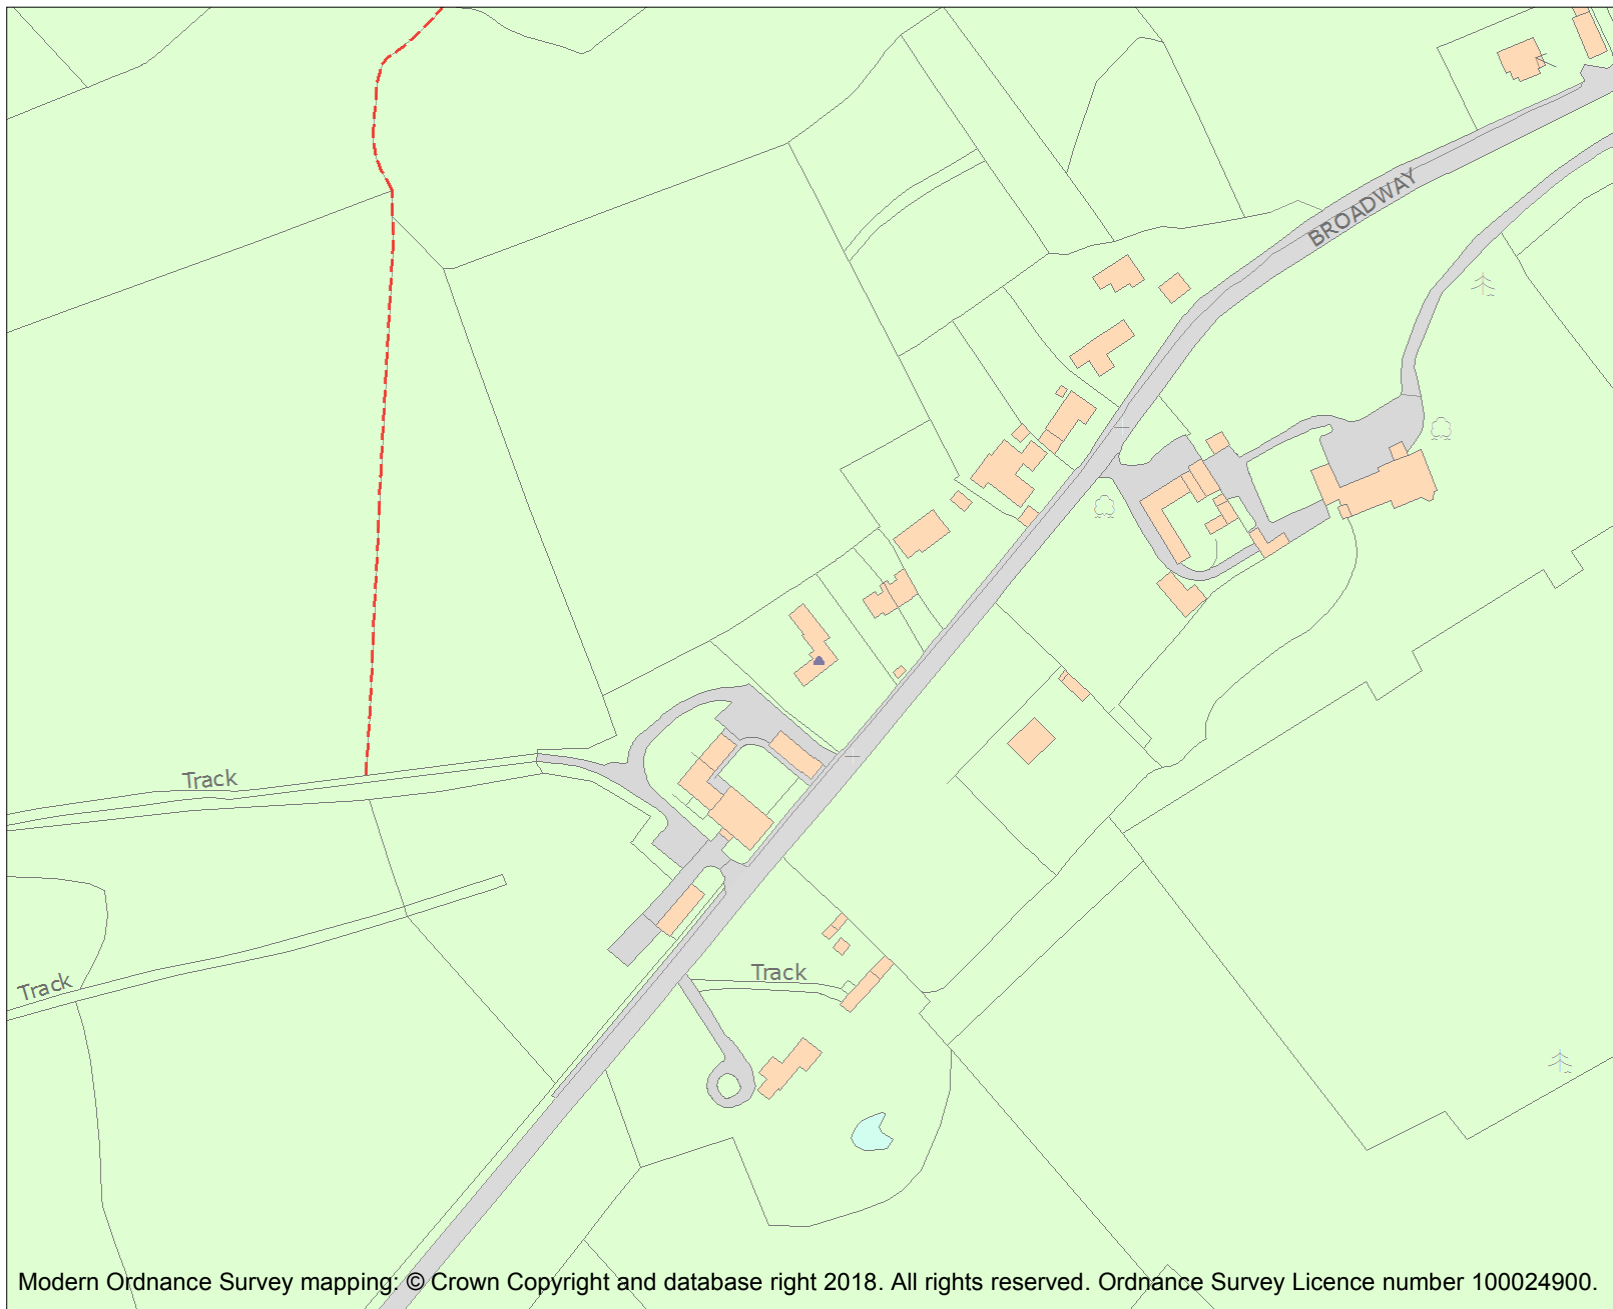 BROADWAY
Track
Track
Track
Modern Ordnance Survey mapping: © Crown Copyright and database right 2018. All rights reserved. Ordnance Survey Licence number 100024900.